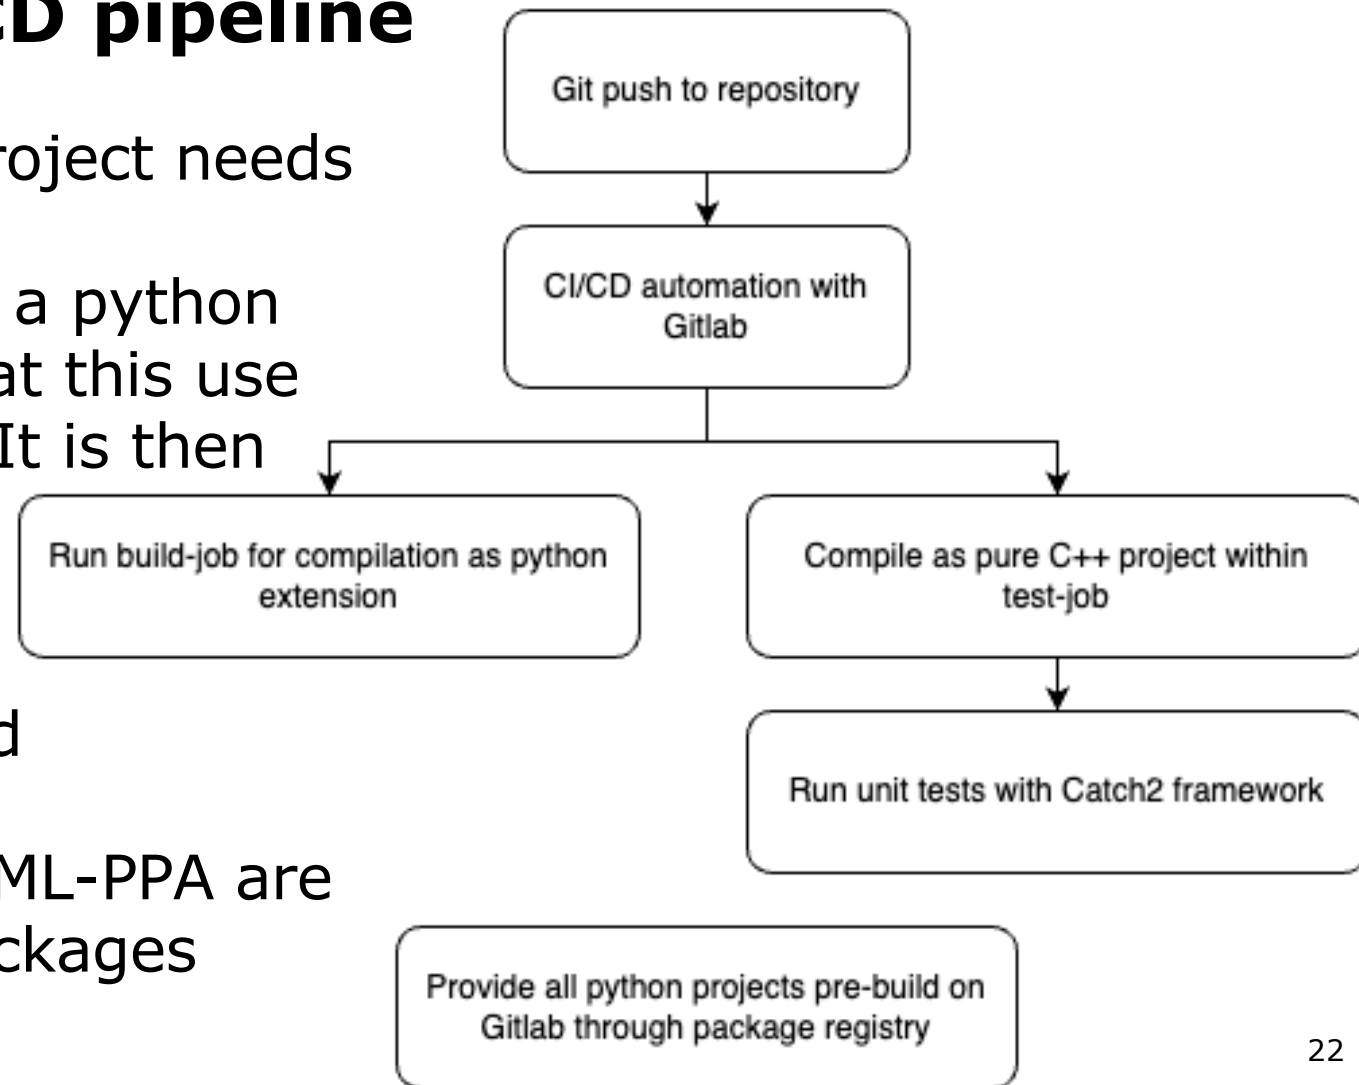 CD pipeline
roject needs
a python
at this use
It is then
d
ML-PPA are
ckages
Git push to repository
CI/CD automation with
Gitlab
Run build-job for compilation as python
extension
Compile as pure C++ project within
test-job
Run unit tests with Catch2 framework
Provide all python projects pre-build on
Gitlab through package registry
22